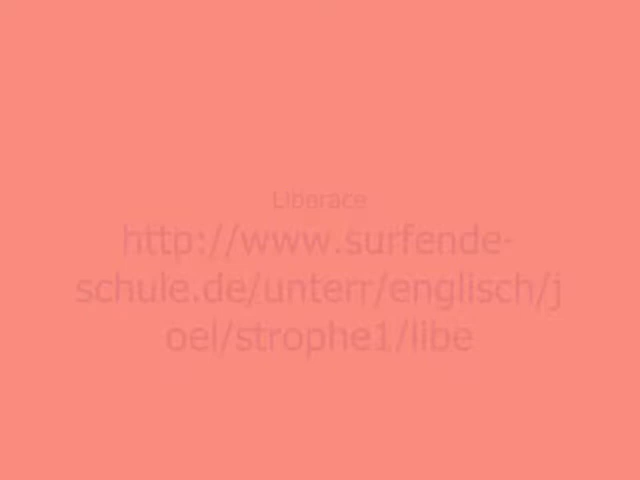 Liberace
http://www.surfende-
schule.de/unterr/englisch/j
oel/strophe1/libe